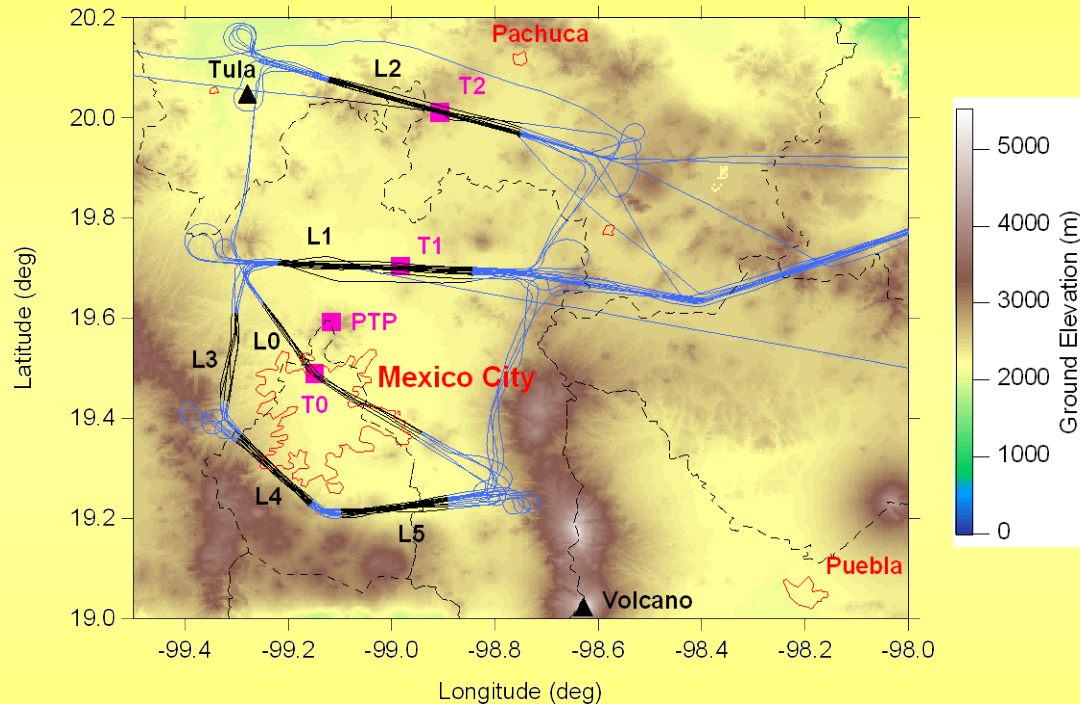 20.2
Pachuca
L2
Tula
T2
20.0
5000
19.8
L1
T1
4000
Latitude (deg)
19.6
L0
PTP
3000
L3
Mexico City
T0
2000
19.4
Ground Elevation (m)
L4
1000
19.2
L5
0
Puebla
Volcano
19.0
-99.4
-99.2
-99.0
-98.8
-98.6
-98.4
-98.2
-98.0
Longitude (deg)